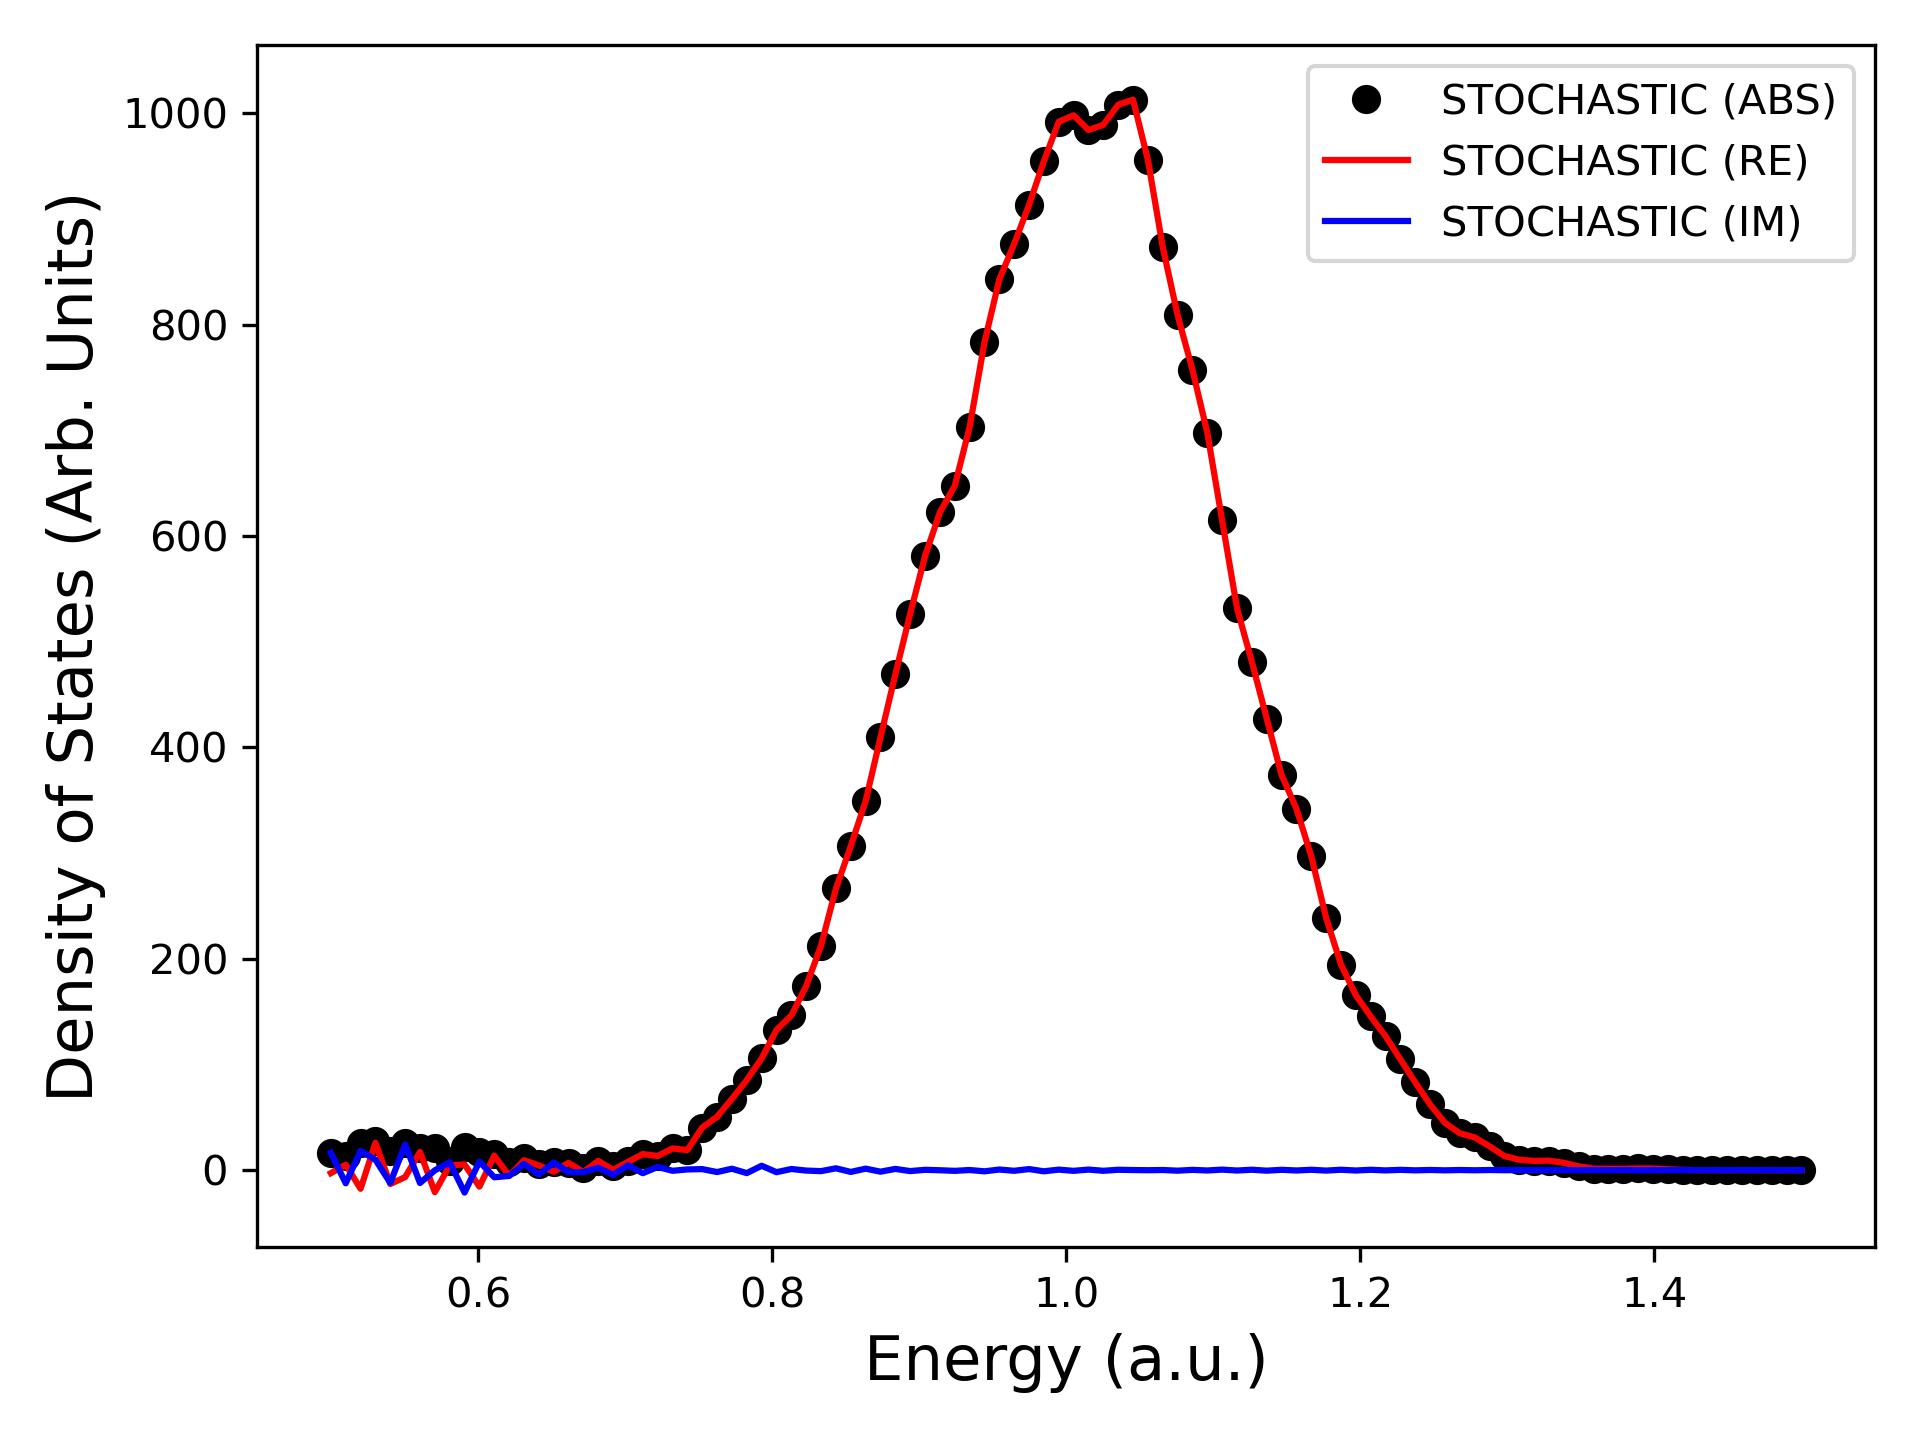 STOCHASTIC (ABS)
STOCHASTIC (RE)
STOCHASTIC (IM)
Density of States (Arb. Units)
1000
800
600
400
200
0
0.6 0.8 1.0 1.2 1.4
Energy (a.u.)